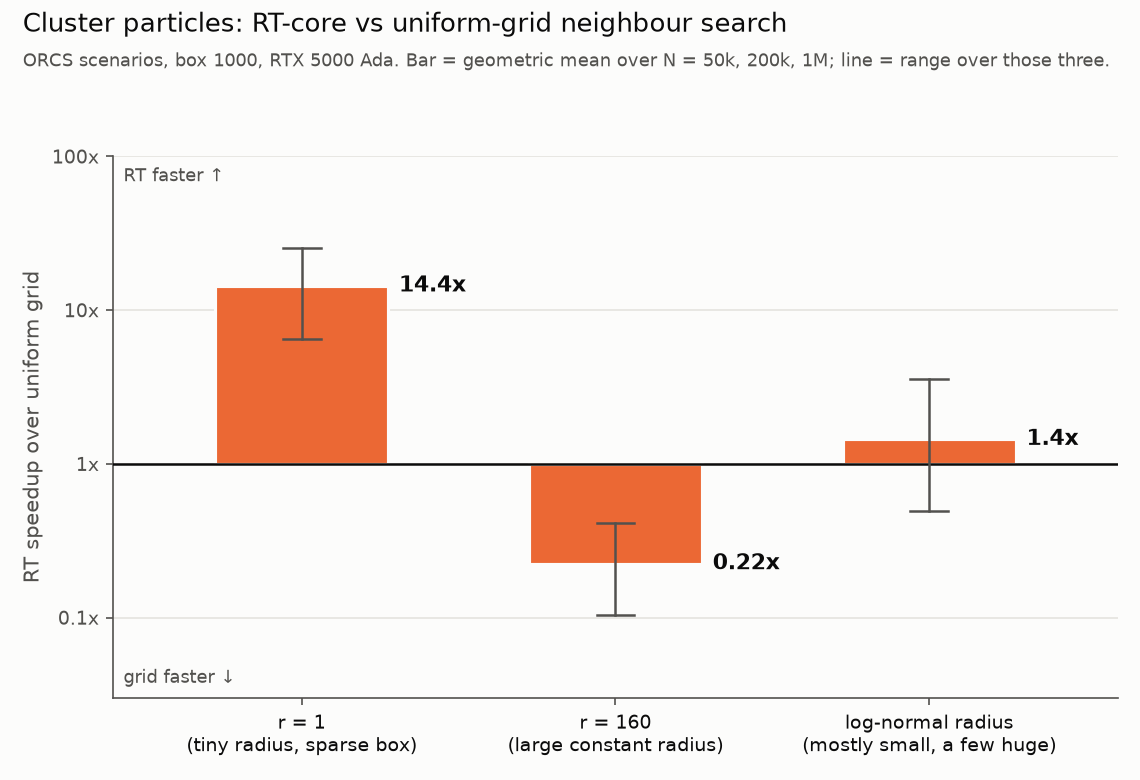 Cluster particles: RT-core vs uniform-grid neighbour search
ORCS scenarios, box 1000, RTX 5000 Ada. Bar = geometric mean over N = 50k, 200k, 1M; line = range over those three.
100x
RT faster ↑
14.4x
10x
RT speedup over uniform grid
1.4x
1x
0.22x
0.1x
grid faster ↓
r = 1
(tiny radius, sparse box)
r = 160
(large constant radius)
log-normal radius
(mostly small, a few huge)